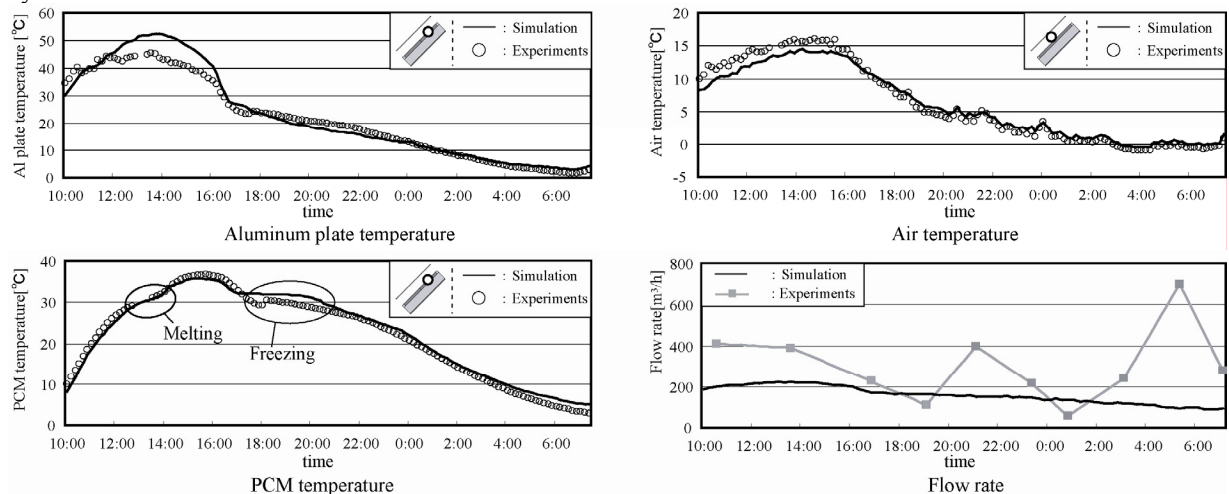 Al plate temperature [℃]
60
50
40
30
20
10
0
: Simulation
: Experiments
10:00 12:00 14:00 16:00 18:00 20:00 22:00 0:00 2:00 4:00 6:00
time
Aluminum plate temperature
Air temperature[℃]
20
15
10
5
0
-5
: Simulation
: Experiments
10:00 12:00 14:00 16:00 18:00 20:00 22:00 0:00 2:00 4:00 6:00
time
Air temperature
PCM temperature[℃]
40
30
20
10
0
: Simulation
: Experiments
Melting
Freezing
10:00 12:00 14:00 16:00 18:00 20:00 22:00 0:00 2:00 4:00 6:00
time
PCM temperature
Flow rate[m³/h]
800
600
400
200
0
: Simulation
: Experiments
10:00 12:00 14:00 16:00 18:00 20:00 22:00 0:00 2:00 4:00 6:00
time
Flow rate